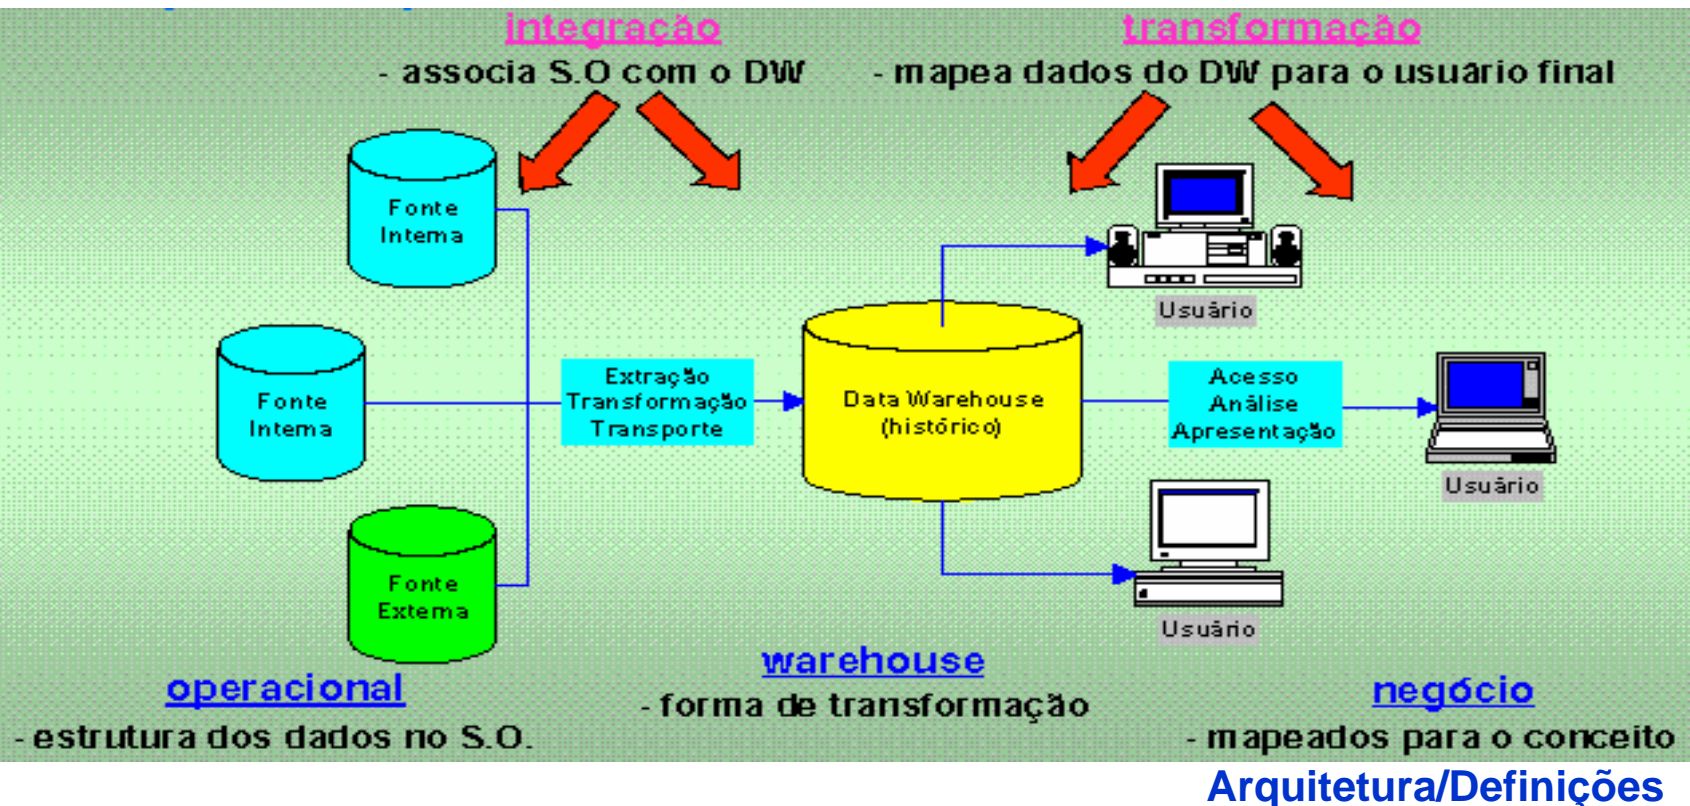 integração
- associa S.O com o DW
transformação
- mapea dados do DW para o usuário final
Fonte
Interna
Fonte
Interna
Fonte
Externa
Extração
Transformação
Transporte
Data Warehouse
(histórico)
Acesso
Análise
Apresentação
Usuário
Usuário
Usuário
operacional
- estrutura dos dados no S.O.
warehouse
- forma de transformação
negócio
- mapeados para o conceito
Arquitetura/Definições